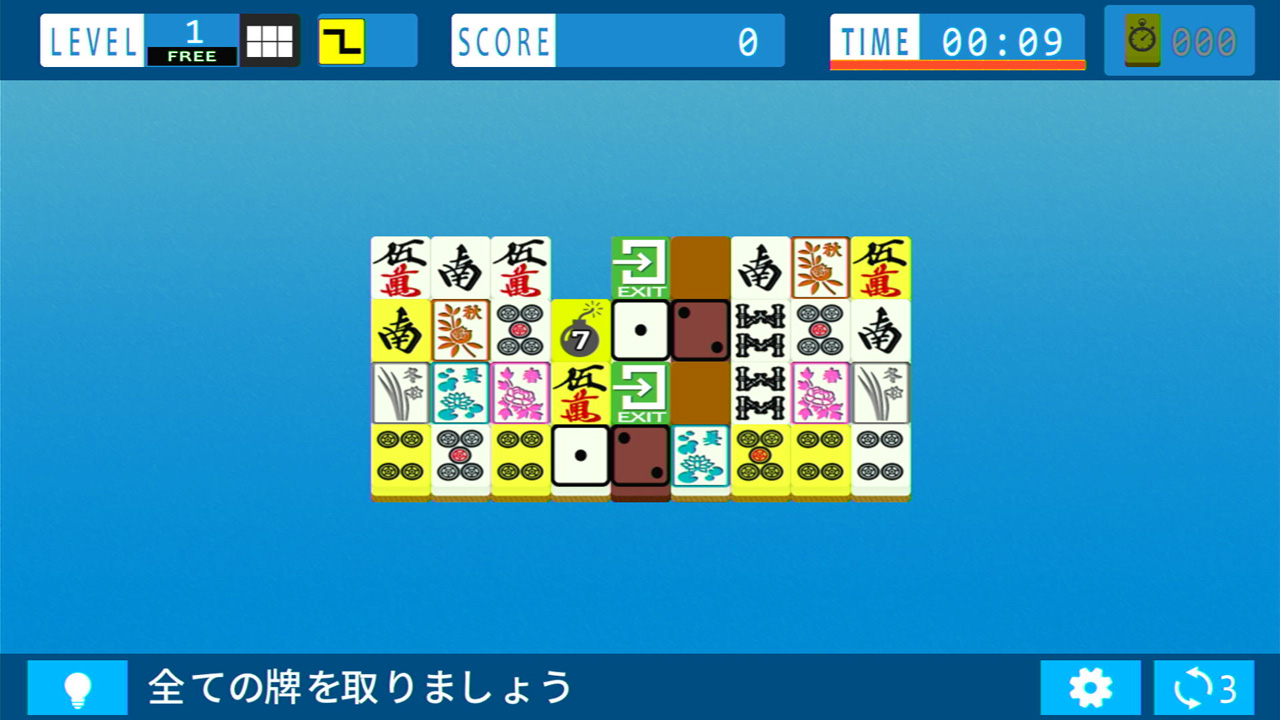 LEVEL 1 FREE SCORE 0 TIME 00:09 000
伍萬 南 伍萬 EXIT 南 秋 伍萬
南 秋 7 南
冬 夏 春 伍萬 EXIT 春 冬
夏
全ての牌を取りましょう 3